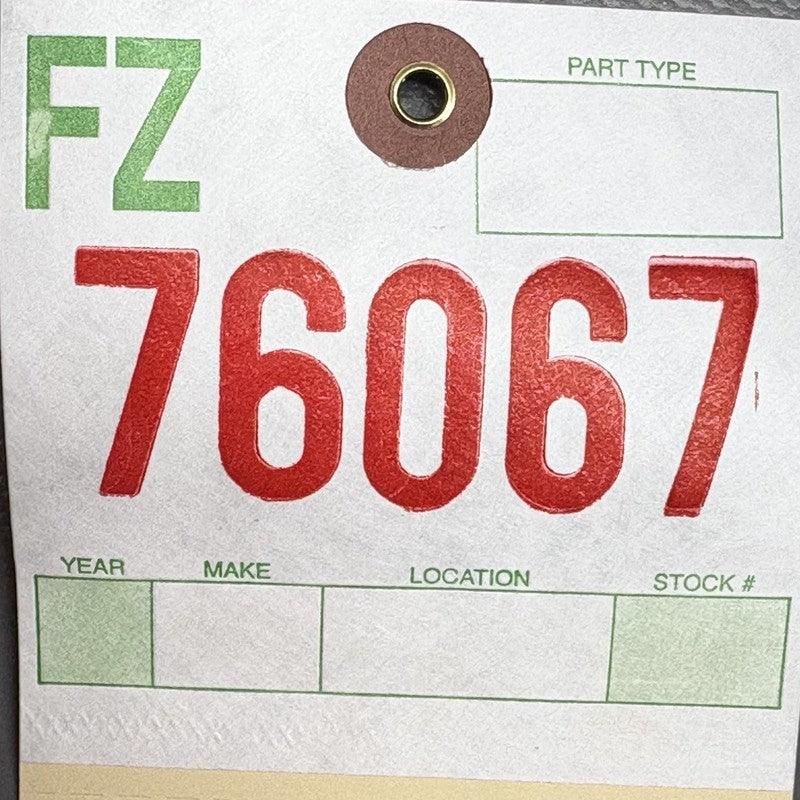 FZ
PART TYPE
76067
YEAR MAKE LOCATION STOCK #